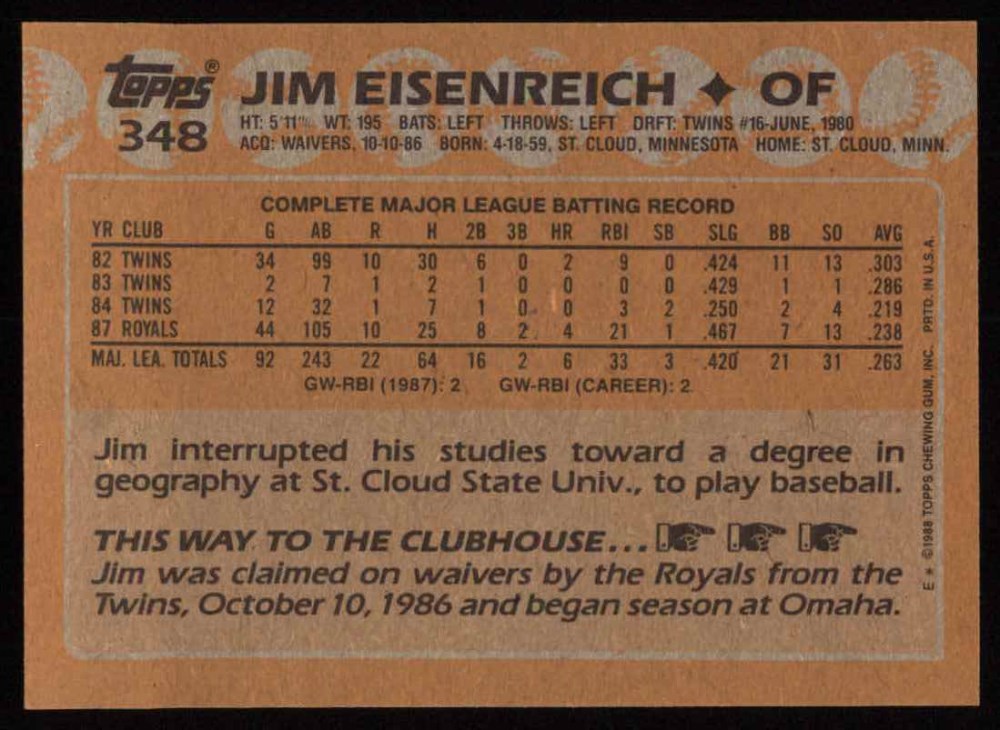 topps® JIM EISENREICH ✦ OF
348 HT: 5'11" WT: 195 BATS: LEFT THROWS: LEFT DRFT: TWINS #16-JUNE, 1980
ACQ: WAIVERS, 10-10-86 BORN: 4-18-59, ST. CLOUD, MINNESOTA HOME: ST. CLOUD, MINN.
COMPLETE MAJOR LEAGUE BATTING RECORD
YR CLUB G AB R H 2B 3B HR RBI SB SLG BB SO AVG
82 TWINS 34 99 10 30 6 0 2 9 0 .424 11 13 .303
83 TWINS 2 7 1 2 1 0 0 0 0 .429 1 1 .286
84 TWINS 12 32 1 7 1 0 0 3 2 .250 2 4 .219
87 ROYALS 44 105 10 25 8 2 4 21 1 .467 7 13 .238
MAJ. LEA. TOTALS 92 243 22 64 16 2 6 33 3 .420 21 31 .263
GW-RBI (1987): 2 GW-RBI (CAREER): 2
Jim interrupted his studies toward a degree in
geography at St. Cloud State Univ., to play baseball.
THIS WAY TO THE CLUBHOUSE...
Jim was claimed on waivers by the Royals from the
Twins, October 10, 1986 and began season at Omaha.
E * ©1988 TOPPS CHEWING GUM, INC. PRTD. IN U.S.A.